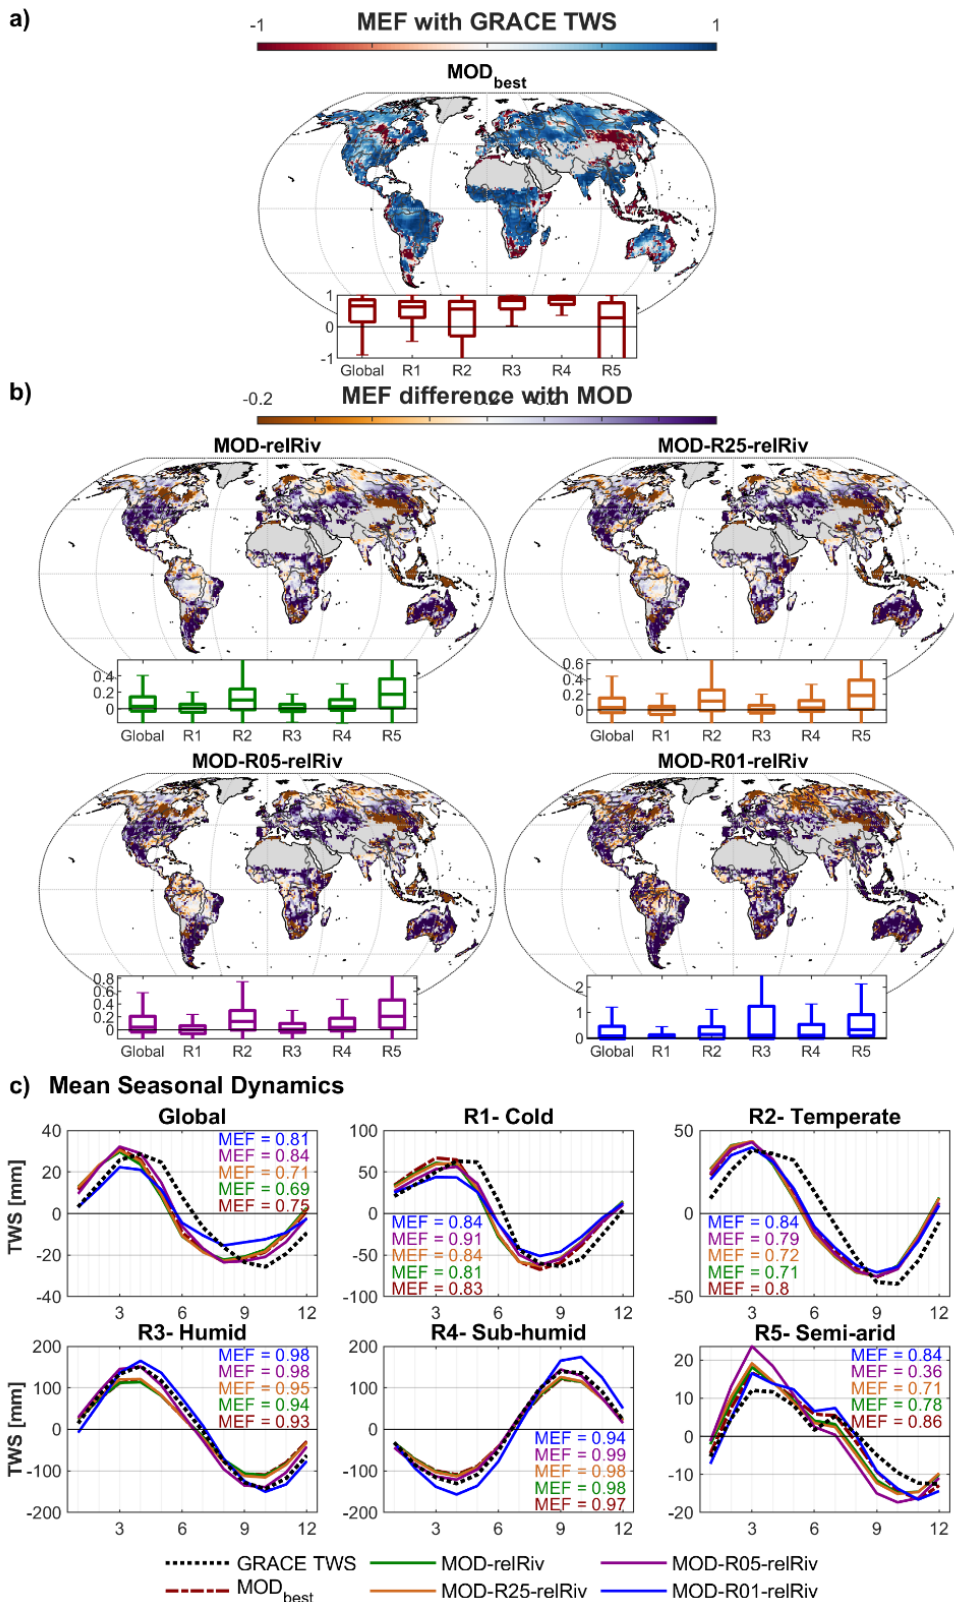 a)
MEF with GRACE TWS
-1 1
MOD_best
1
0
-1
Global R1 R2 R3 R4 R5
b)
MEF difference with MOD
-0.2 0.2
MOD-relRiv MOD-R25-relRiv
0.4
0.2
0
Global R1 R2 R3 R4 R5
0.6
0.4
0.2
0
Global R1 R2 R3 R4 R5
MOD-R05-relRiv MOD-R01-relRiv
0.8
0.6
0.4
0.2
0
Global R1 R2 R3 R4 R5
2
1
0
Global R1 R2 R3 R4 R5
c) Mean Seasonal Dynamics
Global
TWS [mm]
40
20
0
-20
-40
MEF = 0.81
MEF = 0.84
MEF = 0.71
MEF = 0.69
MEF = 0.75
3 6 9 12
R1- Cold
100
50
0
-50
-100
MEF = 0.84
MEF = 0.91
MEF = 0.84
MEF = 0.81
MEF = 0.83
3 6 9 12
R2- Temperate
50
0
-50
MEF = 0.84
MEF = 0.79
MEF = 0.72
MEF = 0.71
MEF = 0.8
3 6 9 12
R3- Humid
TWS [mm]
200
100
0
-100
-200
MEF = 0.98
MEF = 0.98
MEF = 0.95
MEF = 0.94
MEF = 0.93
3 6 9 12
R4- Sub-humid
200
100
0
-100
-200
MEF = 0.94
MEF = 0.99
MEF = 0.98
MEF = 0.98
MEF = 0.97
3 6 9 12
R5- Semi-arid
20
10
0
-10
-20
MEF = 0.84
MEF = 0.36
MEF = 0.71
MEF = 0.78
MEF = 0.86
3 6 9 12
GRACE TWS MOD-relRiv MOD-R05-relRiv
MOD_best MOD-R25-relRiv MOD-R01-relRiv